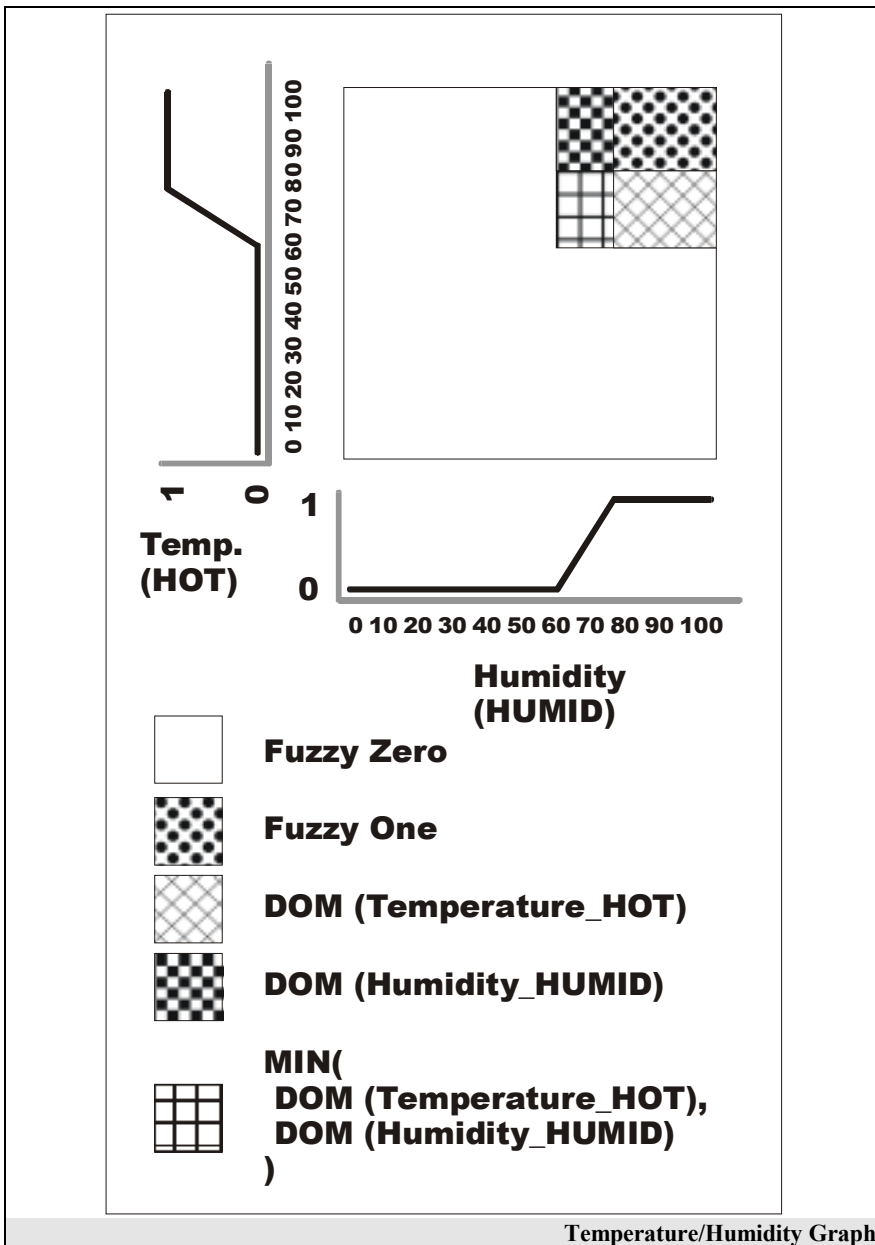 0 10 20 30 40 50 60 70 80 90 100
1 0
Temp.
(HOT)
1
0
0 10 20 30 40 50 60 70 80 90 100
Humidity
(HUMID)
Fuzzy Zero
Fuzzy One
DOM (Temperature_HOT)
DOM (Humidity_HUMID)
MIN(
DOM (Temperature_HOT),
DOM (Humidity_HUMID)
)
Temperature/Humidity Graph